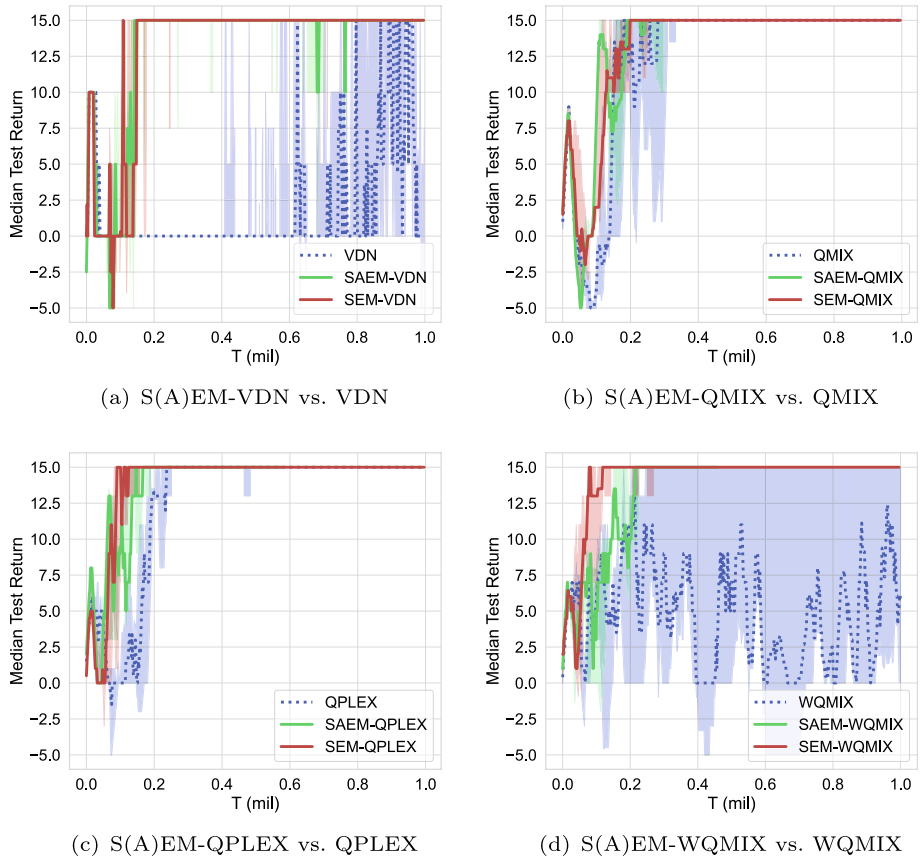 15.0
12.5
10.0
7.5
5.0
2.5
0.0
−2.5
−5.0
Median Test Return
VDN
SAEM-VDN
SEM-VDN
0.0 0.2 0.4 0.6 0.8 1.0
T (mil)
(a) S(A)EM-VDN vs. VDN
15.0
12.5
10.0
7.5
5.0
2.5
0.0
−2.5
−5.0
Median Test Return
QMIX
SAEM-QMIX
SEM-QMIX
0.0 0.2 0.4 0.6 0.8 1.0
T (mil)
(b) S(A)EM-QMIX vs. QMIX
15.0
12.5
10.0
7.5
5.0
2.5
0.0
−2.5
−5.0
Median Test Return
QPLEX
SAEM-QPLEX
SEM-QPLEX
0.0 0.2 0.4 0.6 0.8 1.0
T (mil)
(c) S(A)EM-QPLEX vs. QPLEX
15.0
12.5
10.0
7.5
5.0
2.5
0.0
−2.5
−5.0
Median Test Return
WQMIX
SAEM-WQMIX
SEM-WQMIX
0.0 0.2 0.4 0.6 0.8 1.0
T (mil)
(d) S(A)EM-WQMIX vs. WQMIX